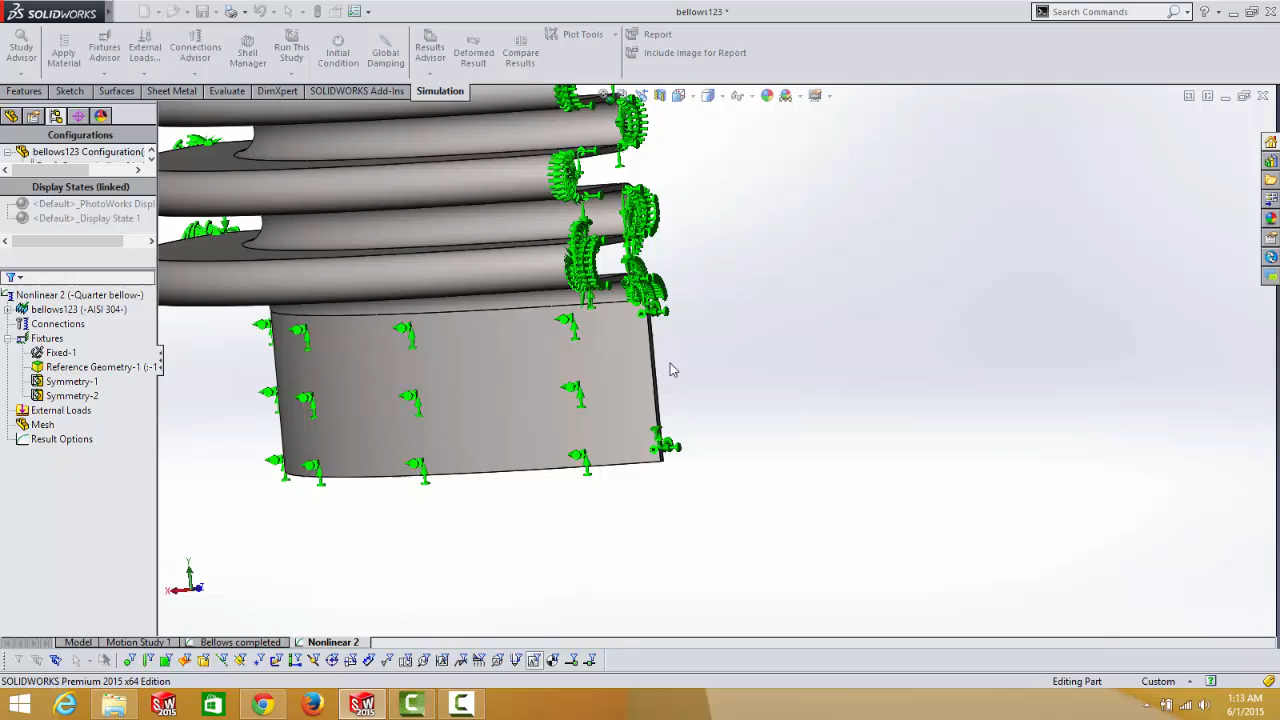 SOLIDWORKS
bellows123 *
Search Commands
Study Advisor
Apply Material
Fixtures Advisor
External Loads...
Connections Advisor
Shell Manager
Run This Study
Initial Condition
Global Damping
Results Advisor
Deformed Result
Compare Results
Plot Tools
Report
Include Image for Report
Features
Sketch
Surfaces
Sheet Metal
Evaluate
DimXpert
SOLIDWORKS Add-Ins
Simulation
Configurations
bellows123 Configuration(
Display States (linked)
<Default>_PhotoWorks Displ
<Default>_Display State 1
Nonlinear 2 (-Quarter bellow-)
bellows123 (-AISI 304-)
Connections
Fixtures
Fixed-1
Reference Geometry-1 (:-1
Symmetry-1
Symmetry-2
External Loads
Mesh
Result Options
Y
X
Z
Model
Motion Study 1
Bellows completed
Nonlinear 2
SOLIDWORKS Premium 2015 x64 Edition
Editing Part
Custom
1:13 AM
6/1/2015